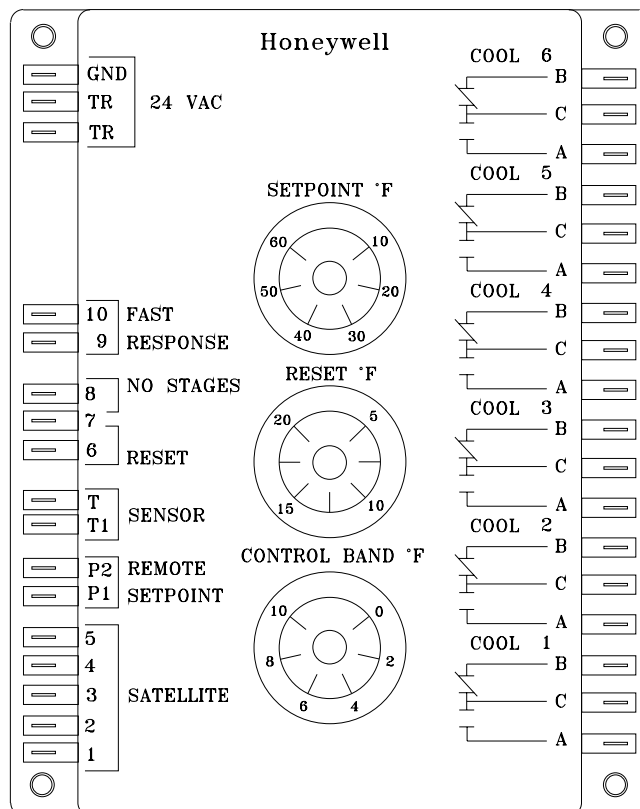 Honeywell
GND
TR 24 VAC
TR
10 FAST
9 RESPONSE
8 NO STAGES
7
6 RESET
T
T1 SENSOR
P2 REMOTE
P1 SETPOINT
5
4
3 SATELLITE
2
1
SETPOINT °F
60 10
50 20
40 30
RESET °F
20 5
15 10
CONTROL BAND °F
10 0
8 2
6 4
COOL 6
B
C
A
COOL 5
B
C
A
COOL 4
B
C
A
COOL 3
B
C
A
COOL 2
B
C
A
COOL 1
B
C
A